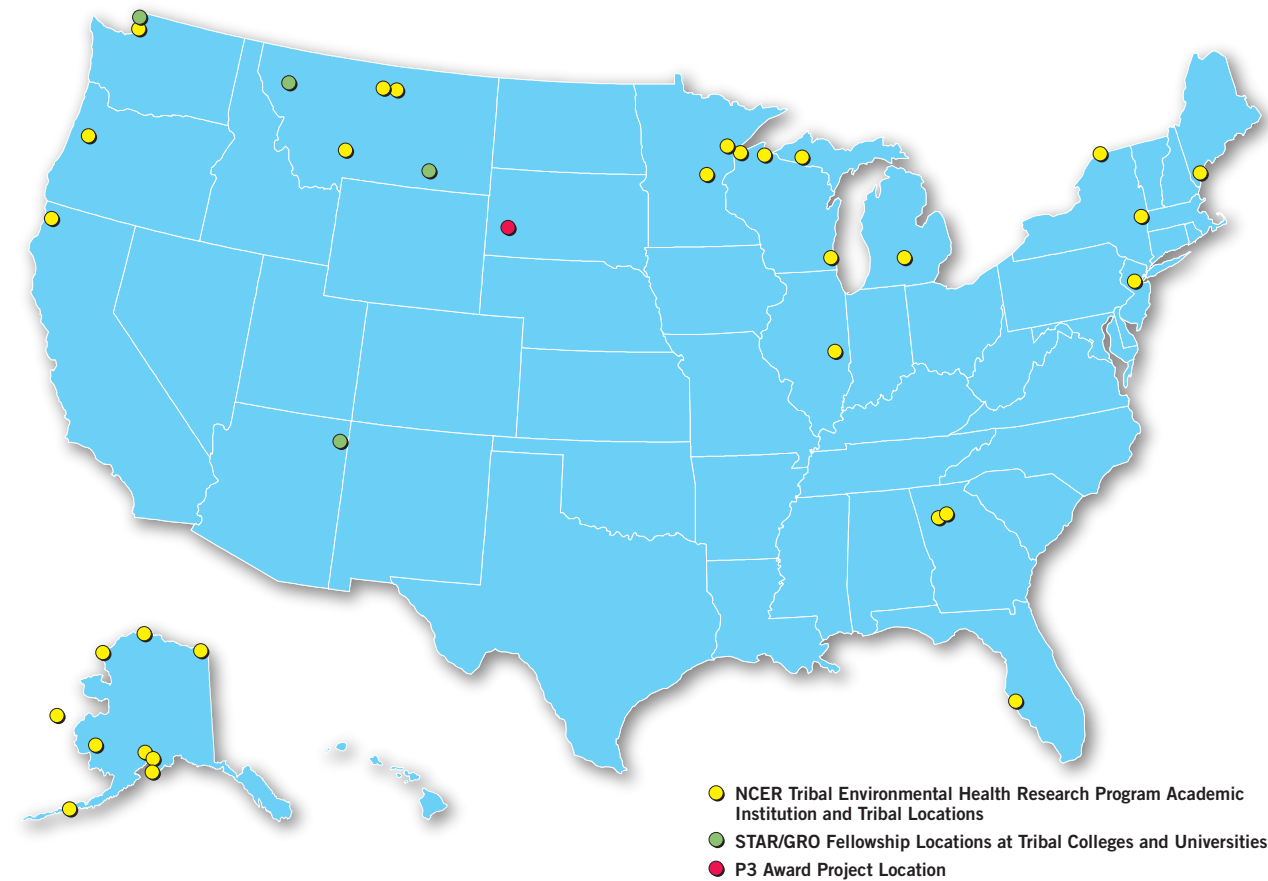 NCER Tribal Environmental Health Research Program Academic
Institution and Tribal Locations
STAR/GRO Fellowship Locations at Tribal Colleges and Universities
P3 Award Project Location